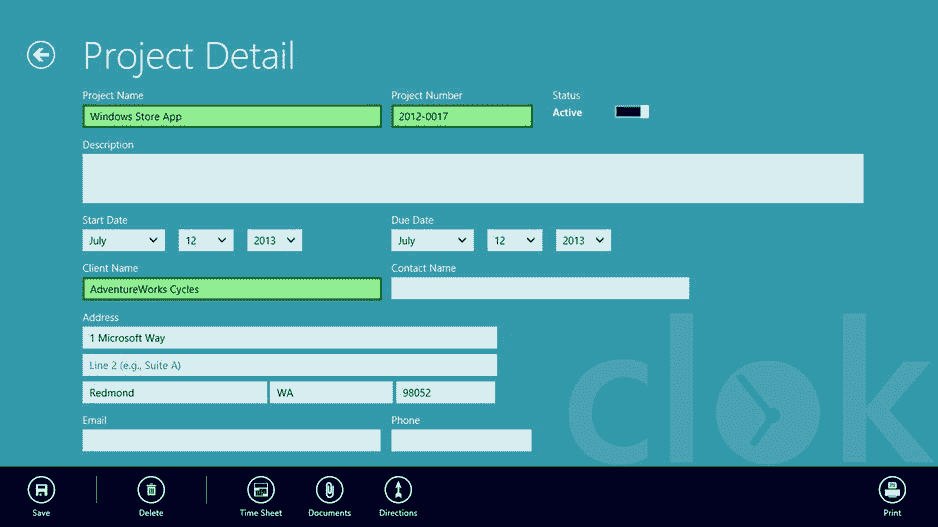 Project Detail
Project Name Project Number Status
Windows Store App 2012-0017 Active
Description
Start Date Due Date
July 12 2013 July 12 2013
Client Name Contact Name
AdventureWorks Cycles
Address
1 Microsoft Way
Line 2 (e.g., Suite A)
Redmond WA 98052
Email Phone
clok
Save Delete Time Sheet Documents Directions Print